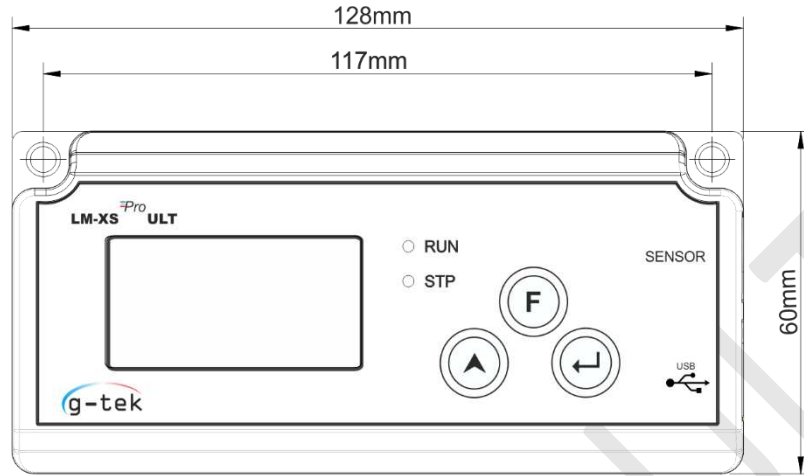 128mm
117mm
LM-XS Pro ULT
RUN
STP
SENSOR
F
60mm
USB
g-tek